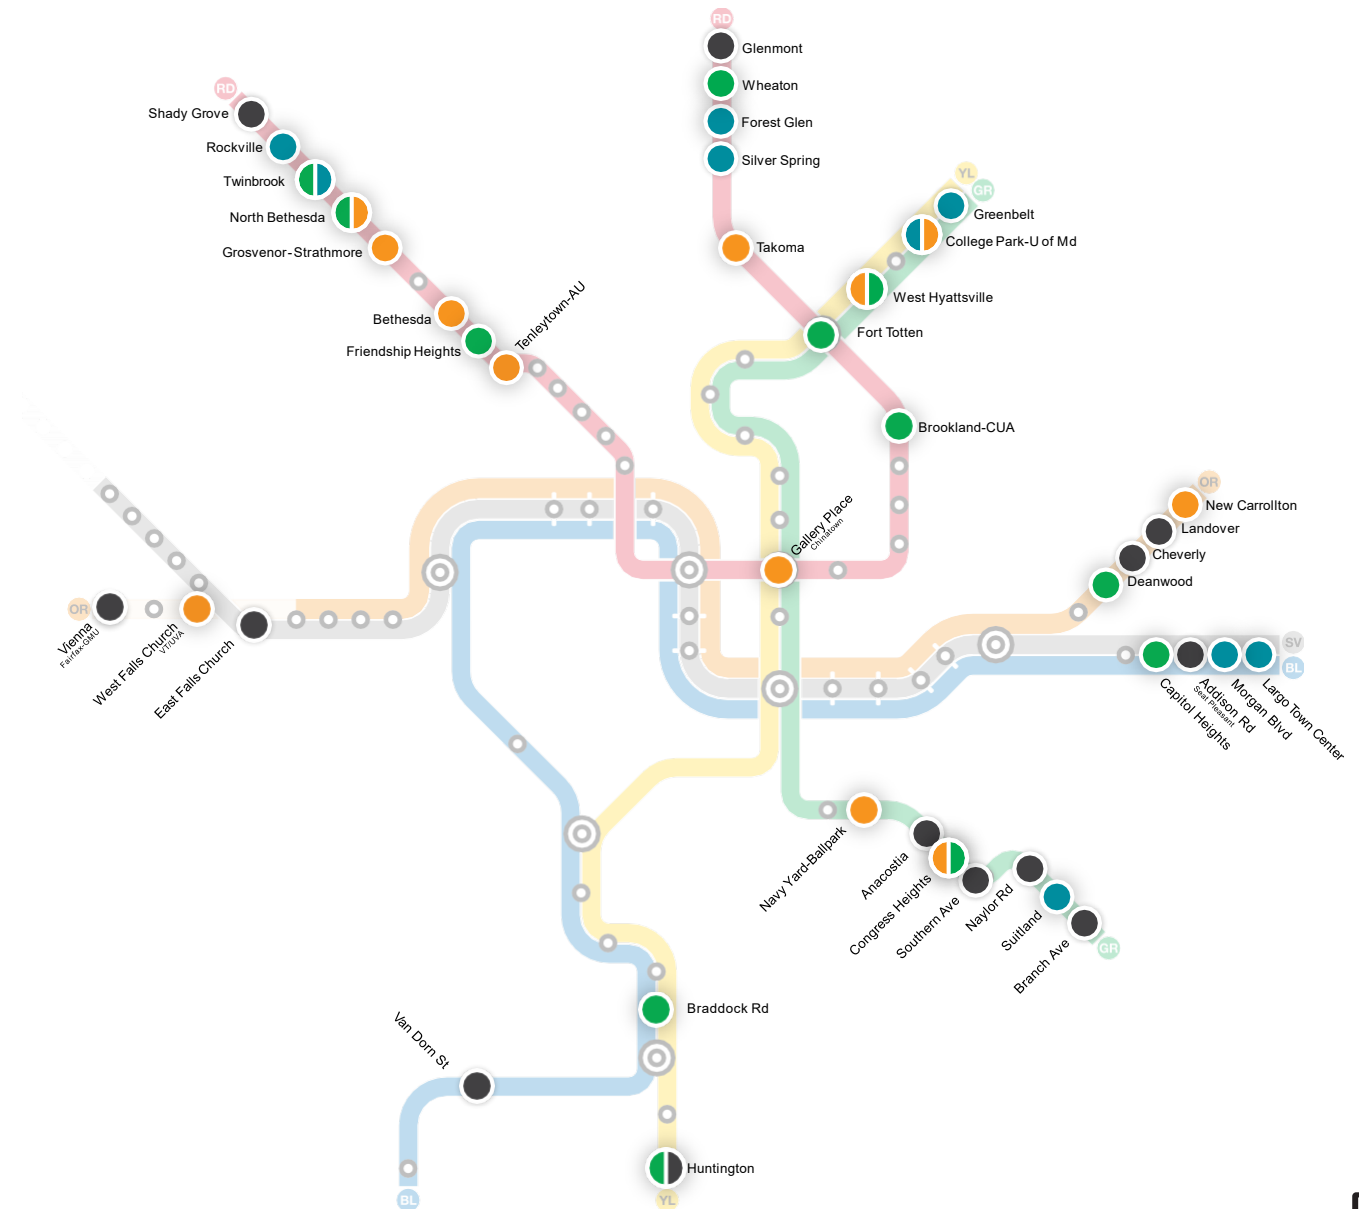 RD
Glenmont
Wheaton
Forest Glen
Silver Spring
Takoma
RD
Shady Grove
Rockville
Twinbrook
North Bethesda
Grosvenor-Strathmore
Bethesda
Friendship Heights
Tenleytown-AU
YL
GR
Greenbelt
College Park-U of Md
West Hyattsville
Fort Totten
Brookland-CUA
Gallery Place
Chinatown
OR
New Carrollton
Landover
Cheverly
Deanwood
OR
Vienna
Fairfax-GMU
West Falls Church
VT/UVA
East Falls Church
SV
BL
Capitol Heights
Addison Rd
Seat Pleasant
Morgan Blvd
Largo Town Center
Navy Yard-Ballpark
Anacostia
Congress Heights
Southern Ave
Naylor Rd
Suitland
Branch Ave
GR
Braddock Rd
Van Dorn St
Huntington
BL
YL